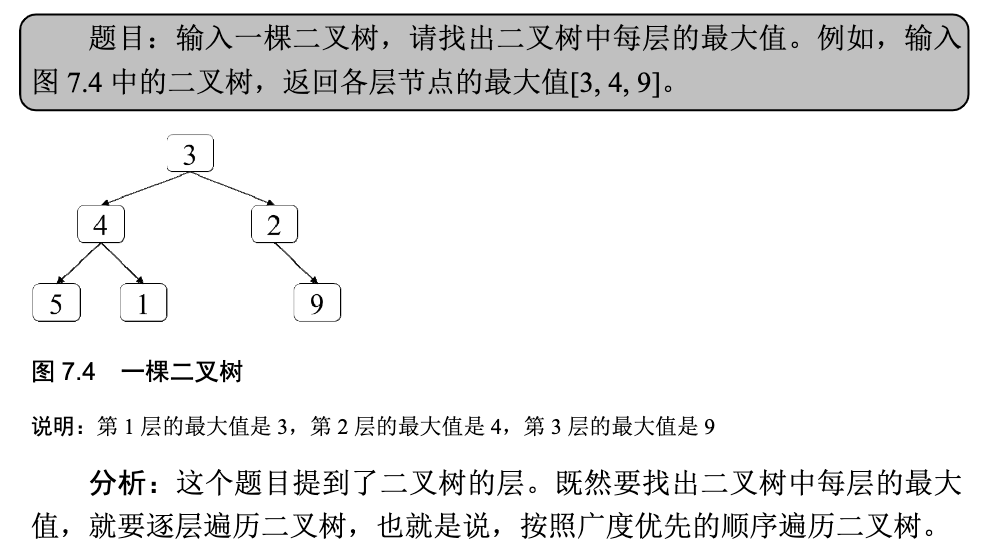 题目：输入一棵二叉树，请找出二叉树中每层的最大值。例如，输入
图 7.4 中的二叉树，返回各层节点的最大值[3, 4, 9]。
3
4
2
5
1
9
图 7.4 一棵二叉树
说明：第 1 层的最大值是 3，第 2 层的最大值是 4，第 3 层的最大值是 9
分析：这个题目提到了二叉树的层。既然要找出二叉树中每层的最大
值，就要逐层遍历二叉树，也就是说，按照广度优先的顺序遍历二叉树。